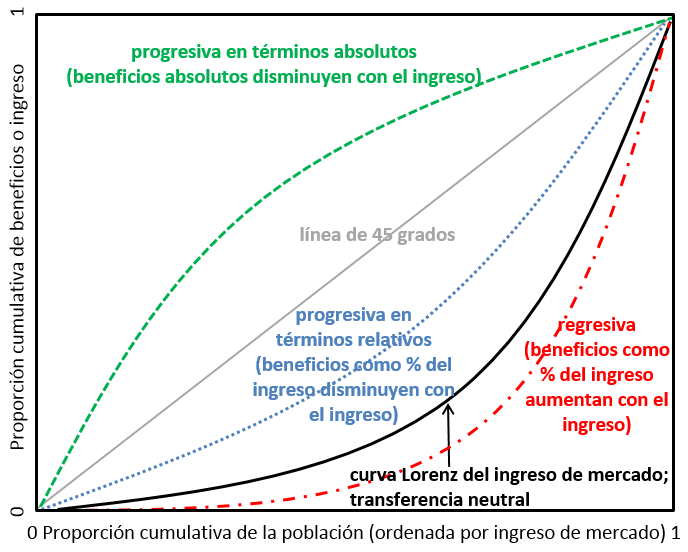 1
progresiva en términos absolutos
(beneficios absolutos disminuyen con el ingreso)
Proporción cumulativa de beneficios o ingreso
línea de 45 grados
progresiva en
términos relativos
(beneficios como % del
ingreso disminuyen con
el ingreso)
regresiva
(beneficios como
% del ingreso
aumentan con el
ingreso)
curva Lorenz del ingreso de mercado;
transferencia neutral
0
0 Proporción cumulativa de la población (ordenada por ingreso de mercado) 1